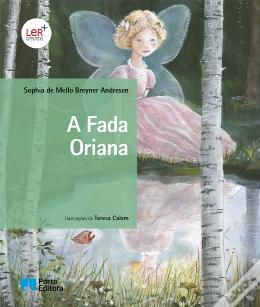 LeR+
Sophia de Mello Breyner Andresen
A Fada
Oriana
Ilustrações de Teresa Calem
Porto
Editora